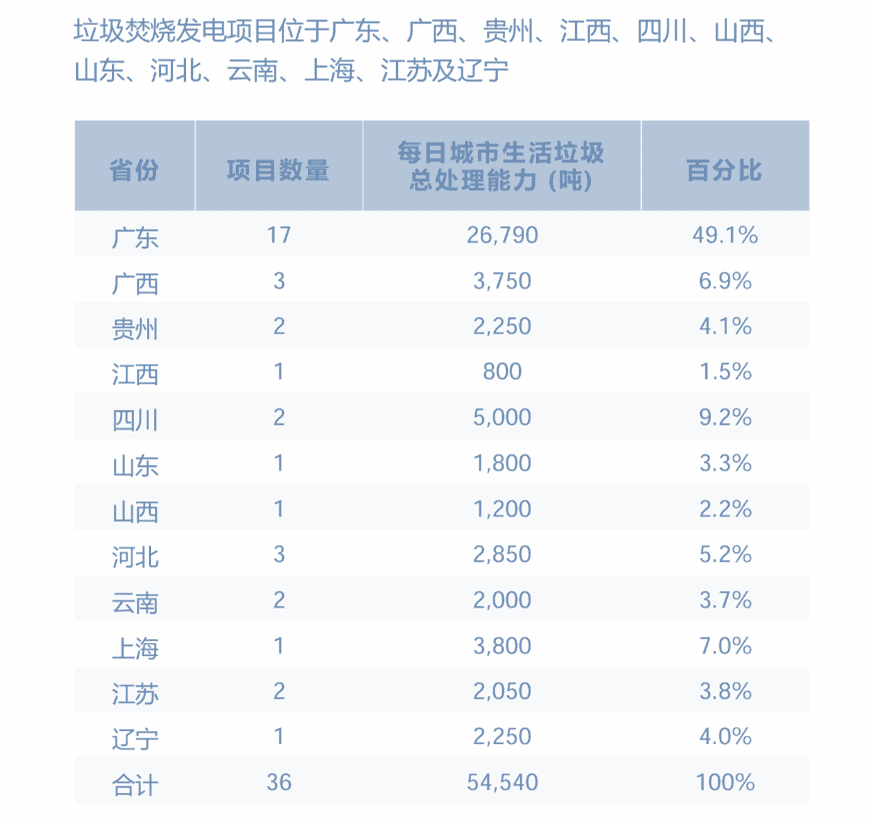 垃圾焚烧发电项目位于广东、广西、贵州、江西、四川、山西、
山东、河北、云南、上海、江苏及辽宁
省份 项目数量 每日城市生活垃圾 百分比
总处理能力 (吨)
广东 17 26,790 49.1%
广西 3 3,750 6.9%
贵州 2 2,250 4.1%
江西 1 800 1.5%
四川 2 5,000 9.2%
山东 1 1,800 3.3%
山西 1 1,200 2.2%
河北 3 2,850 5.2%
云南 2 2,000 3.7%
上海 1 3,800 7.0%
江苏 2 2,050 3.8%
辽宁 1 2,250 4.0%
合计 36 54,540 100%